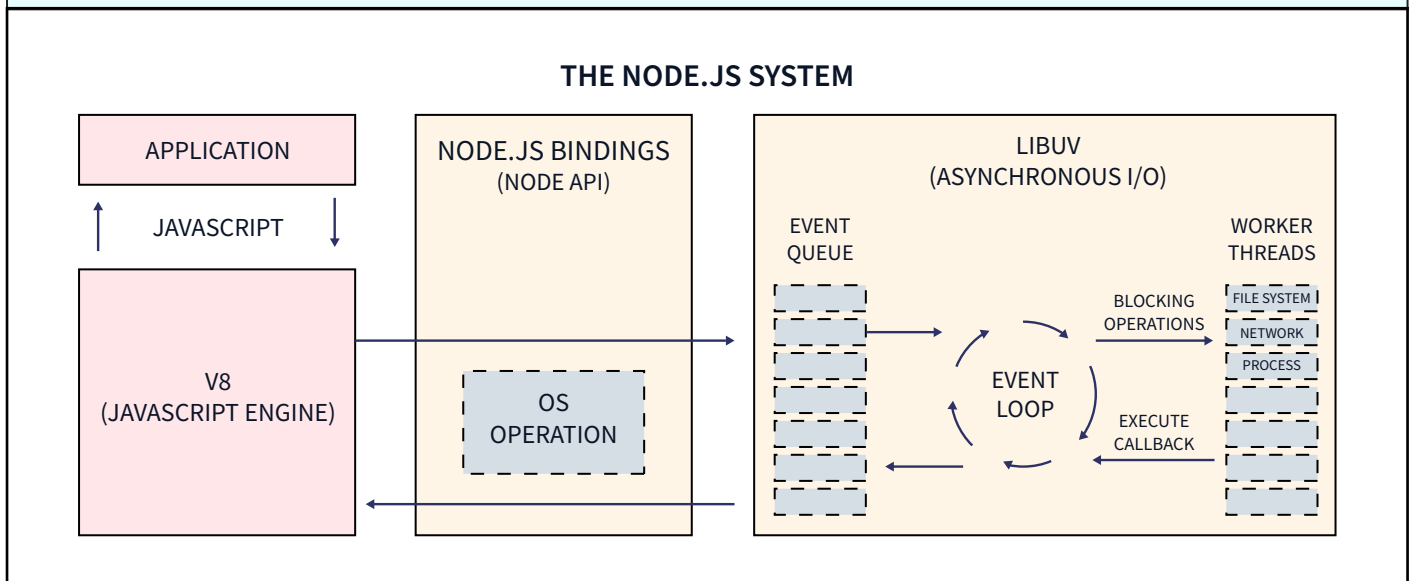 THE NODE.JS SYSTEM
APPLICATION
JAVASCRIPT
V8
(JAVASCRIPT ENGINE)
NODE.JS BINDINGS
(NODE API)
OS
OPERATION
LIBUV
(ASYNCHRONOUS I/O)
EVENT
QUEUE
EVENT
LOOP
BLOCKING
OPERATIONS
EXECUTE
CALLBACK
WORKER
THREADS
FILE SYSTEM
NETWORK
PROCESS